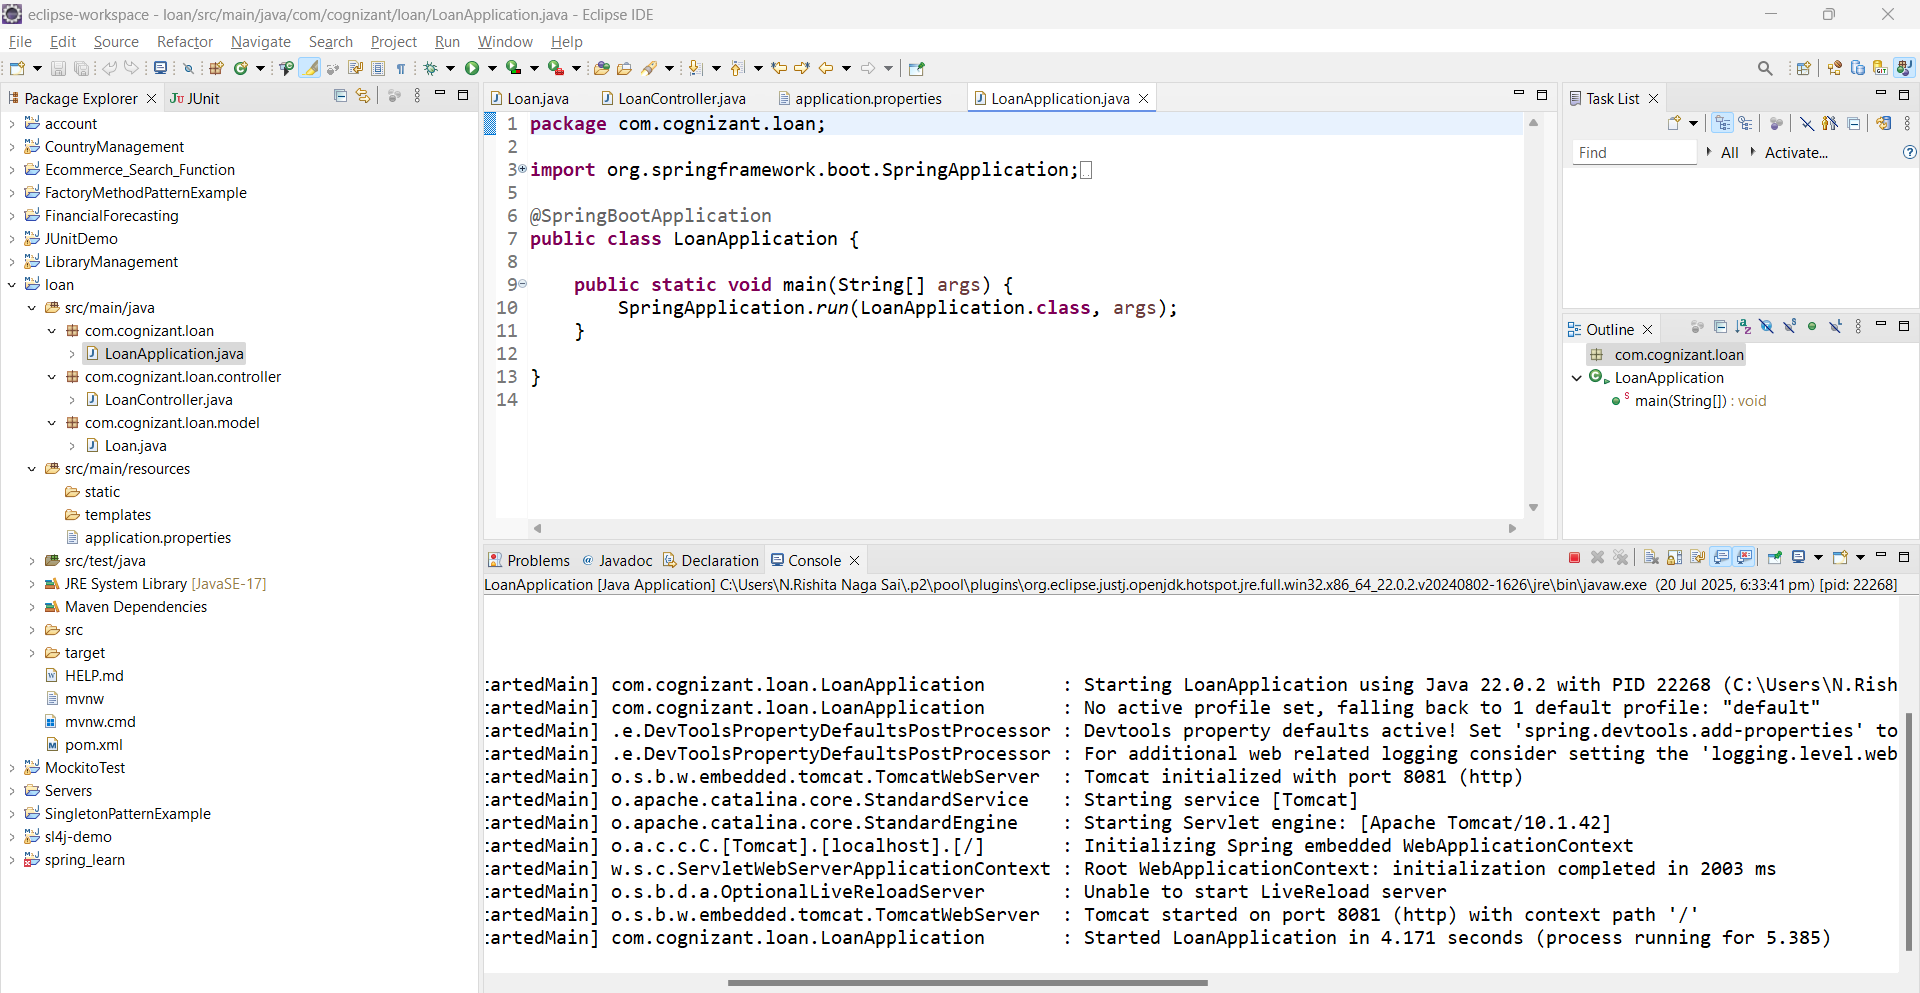 eclipse-workspace - loan/src/main/java/com/cognizant/loan/LoanApplication.java - Eclipse IDE
File Edit Source Refactor Navigate Search Project Run Window Help
Package Explorer
JUnit
account
CountryManagement
Ecommerce_Search_Function
FactoryMethodPatternExample
FinancialForecasting
JUnitDemo
LibraryManagement
loan
src/main/java
com.cognizant.loan
LoanApplication.java
com.cognizant.loan.controller
LoanController.java
com.cognizant.loan.model
Loan.java
src/main/resources
static
templates
application.properties
src/test/java
JRE System Library [JavaSE-17]
Maven Dependencies
src
target
HELP.md
mvnw
mvnw.cmd
pom.xml
MockitoTest
Servers
SingletonPatternExample
sl4j-demo
spring_learn
Loan.java LoanController.java application.properties LoanApplication.java
1 package com.cognizant.loan;
2
3 import org.springframework.boot.SpringApplication;
5
6 @SpringBootApplication
7 public class LoanApplication {
8
9 public static void main(String[] args) {
10 SpringApplication.run(LoanApplication.class, args);
11 }
12
13 }
14
Task List
Find All Activate...
Outline
com.cognizant.loan
LoanApplication
main(String[]) : void
Problems Javadoc Declaration Console
LoanApplication [Java Application] C:\Users\N.Rishita Naga Sai\.p2\pool\plugins\org.eclipse.justj.openjdk.hotspot.jre.full.win32.x86_64_22.0.2.v20240802-1626\jre\bin\javaw.exe (20 Jul 2025, 6:33:41 pm) [pid: 22268]
:artedMain] com.cognizant.loan.LoanApplication : Starting LoanApplication using Java 22.0.2 with PID 22268 (C:\Users\N.Rish
:artedMain] com.cognizant.loan.LoanApplication : No active profile set, falling back to 1 default profile: "default"
:artedMain] .e.DevToolsPropertyDefaultsPostProcessor : Devtools property defaults active! Set 'spring.devtools.add-properties' to
:artedMain] .e.DevToolsPropertyDefaultsPostProcessor : For additional web related logging consider setting the 'logging.level.web
:artedMain] o.s.b.w.embedded.tomcat.TomcatWebServer : Tomcat initialized with port 8081 (http)
:artedMain] o.apache.catalina.core.StandardService : Starting service [Tomcat]
:artedMain] o.apache.catalina.core.StandardEngine : Starting Servlet engine: [Apache Tomcat/10.1.42]
:artedMain] o.a.c.c.C.[Tomcat].[localhost].[/] : Initializing Spring embedded WebApplicationContext
:artedMain] w.s.c.ServletWebServerApplicationContext : Root WebApplicationContext: initialization completed in 2003 ms
:artedMain] o.s.b.d.a.OptionalLiveReloadServer : Unable to start LiveReload server
:artedMain] o.s.b.w.embedded.tomcat.TomcatWebServer : Tomcat started on port 8081 (http) with context path '/'
:artedMain] com.cognizant.loan.LoanApplication : Started LoanApplication in 4.171 seconds (process running for 5.385)